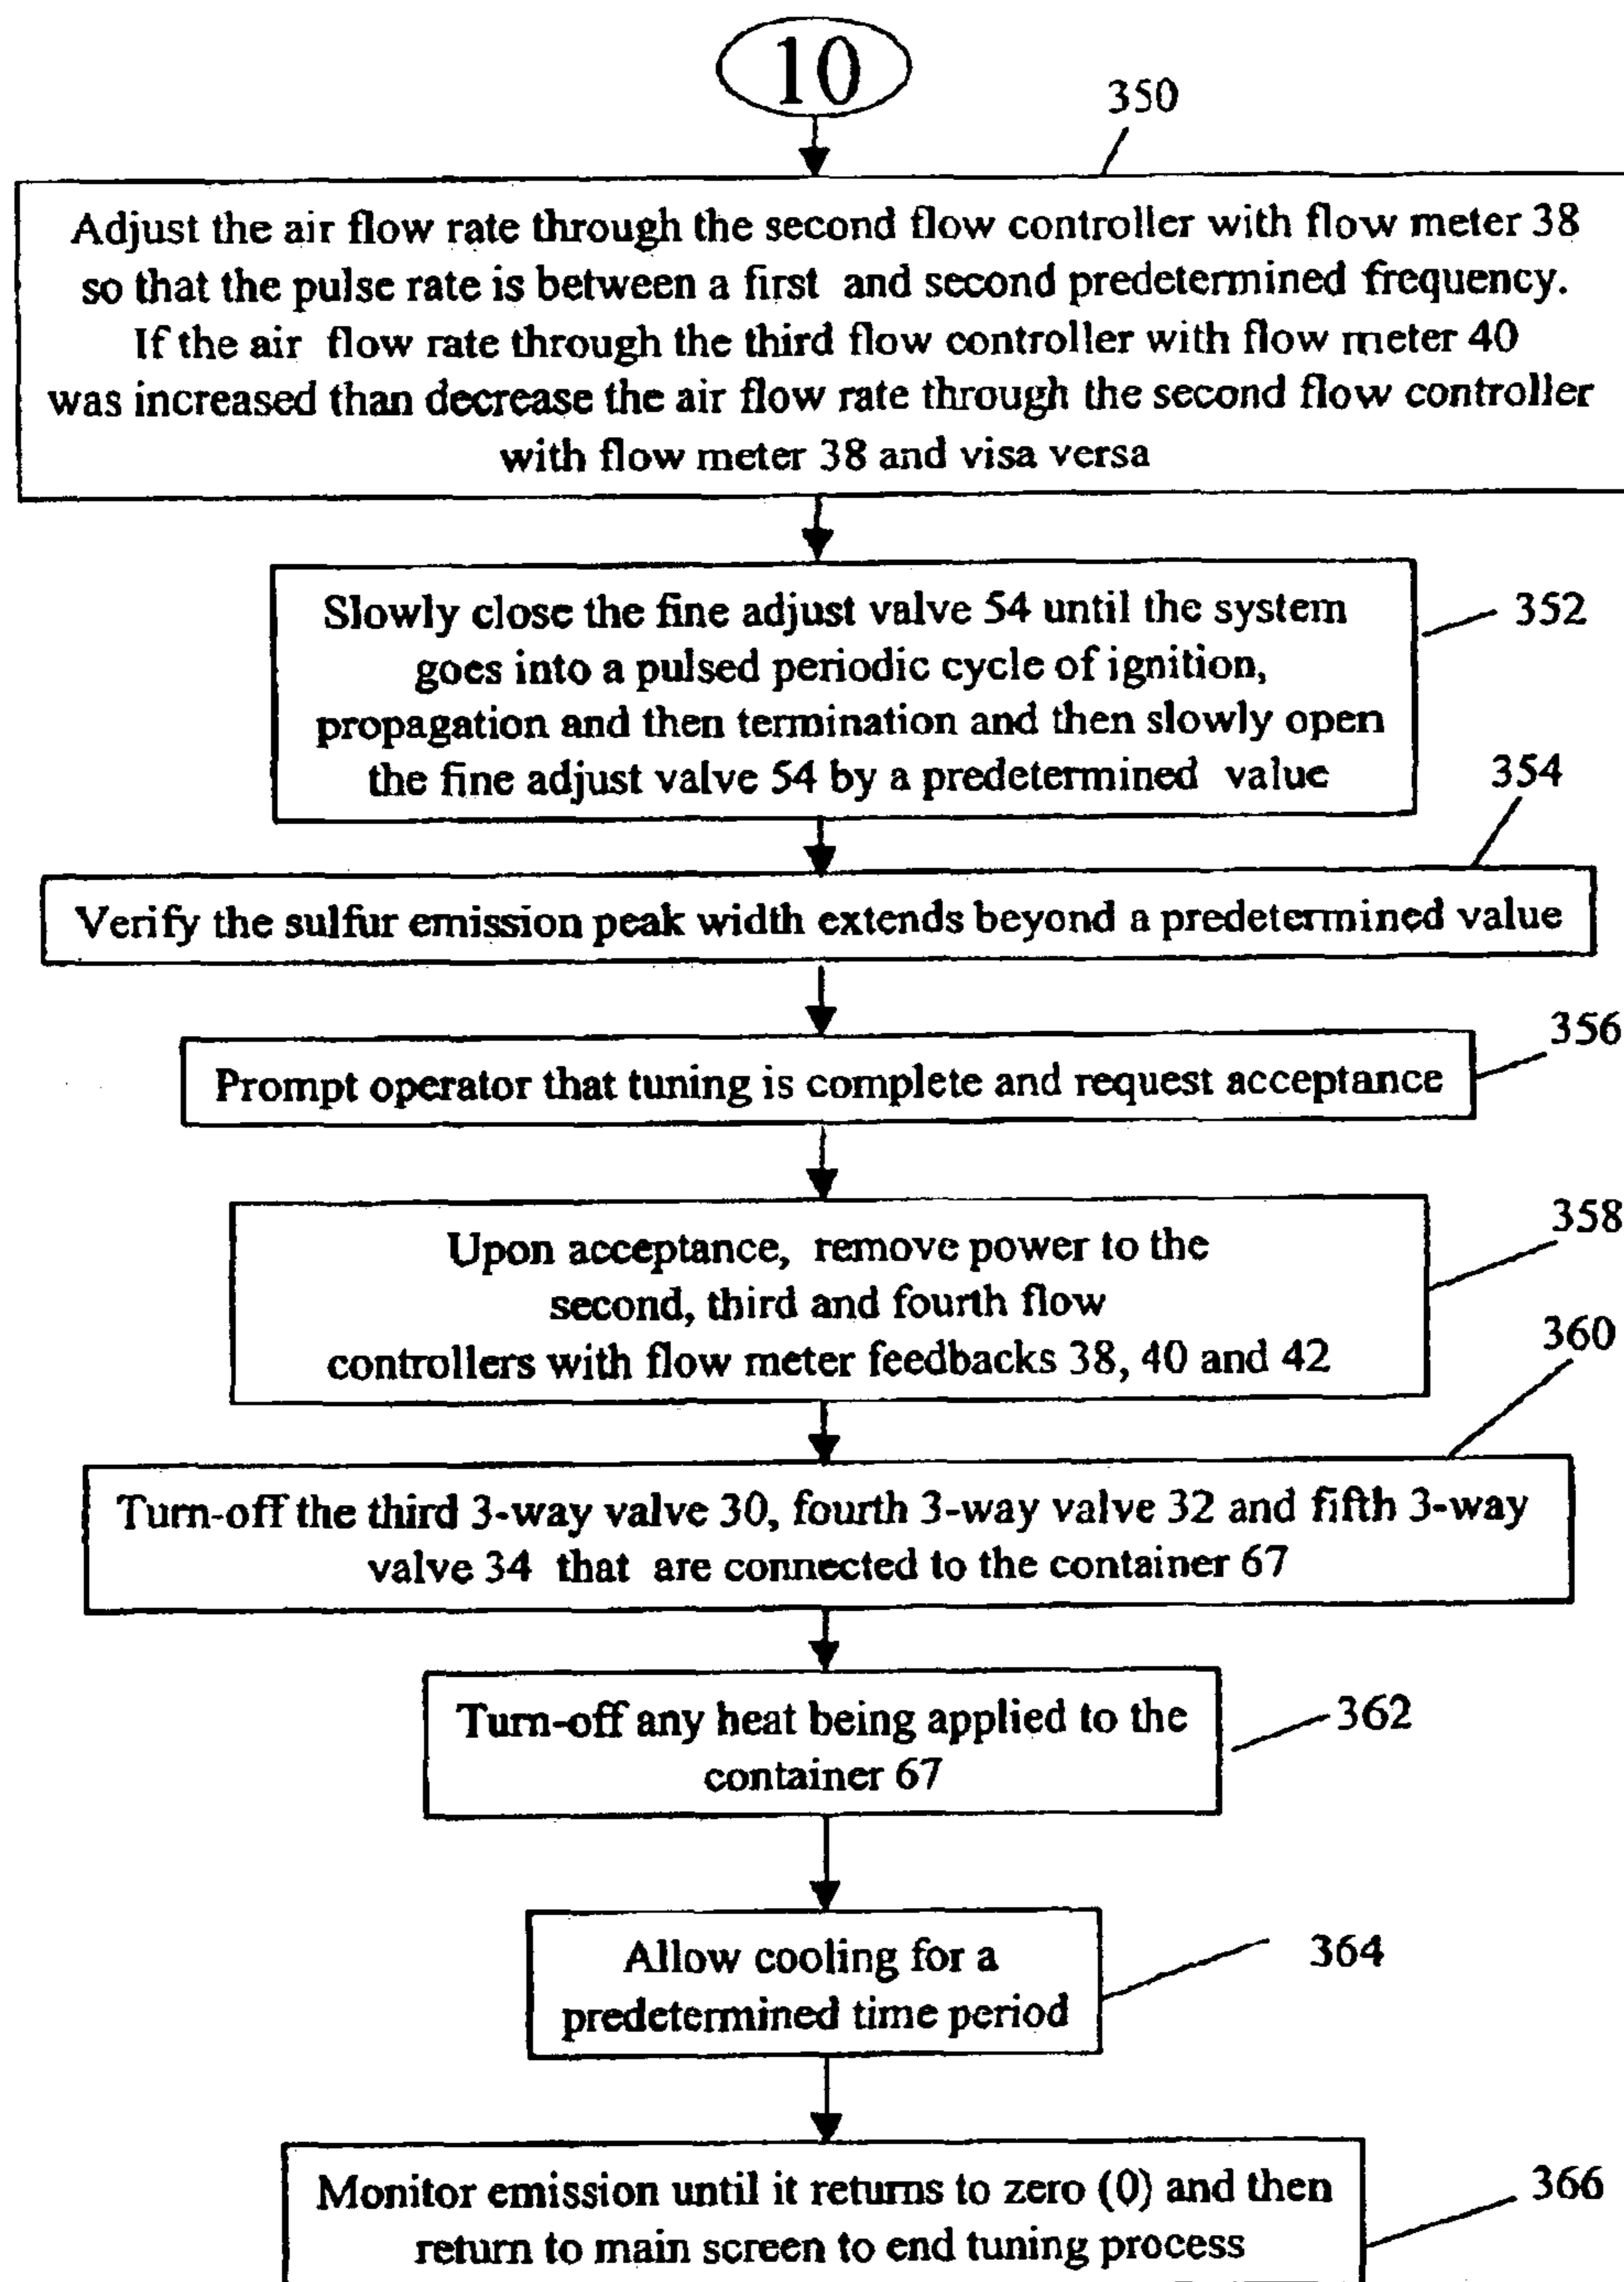 10
350
Adjust the air flow rate through the second flow controller with flow meter 38
so that the pulse rate is between a first and second predetermined frequency.
If the air flow rate through the third flow controller with flow meter 40
was increased than decrease the air flow rate through the second flow controller
with flow meter 38 and visa versa
Slowly close the fine adjust valve 54 until the system
goes into a pulsed periodic cycle of ignition,
propagation and then termination and then slowly open
the fine adjust valve 54 by a predetermined value
352
354
Verify the sulfur emission peak width extends beyond a predetermined value
356
Prompt operator that tuning is complete and request acceptance
358
Upon acceptance, remove power to the
second, third and fourth flow
controllers with flow meter feedbacks 38, 40 and 42
360
Turn-off the third 3-way valve 30, fourth 3-way valve 32 and fifth 3-way
valve 34 that are connected to the container 67
Turn-off any heat being applied to the
container 67
362
Allow cooling for a
predetermined time period
364
Monitor emission until it returns to zero (0) and then
return to main screen to end tuning process
366